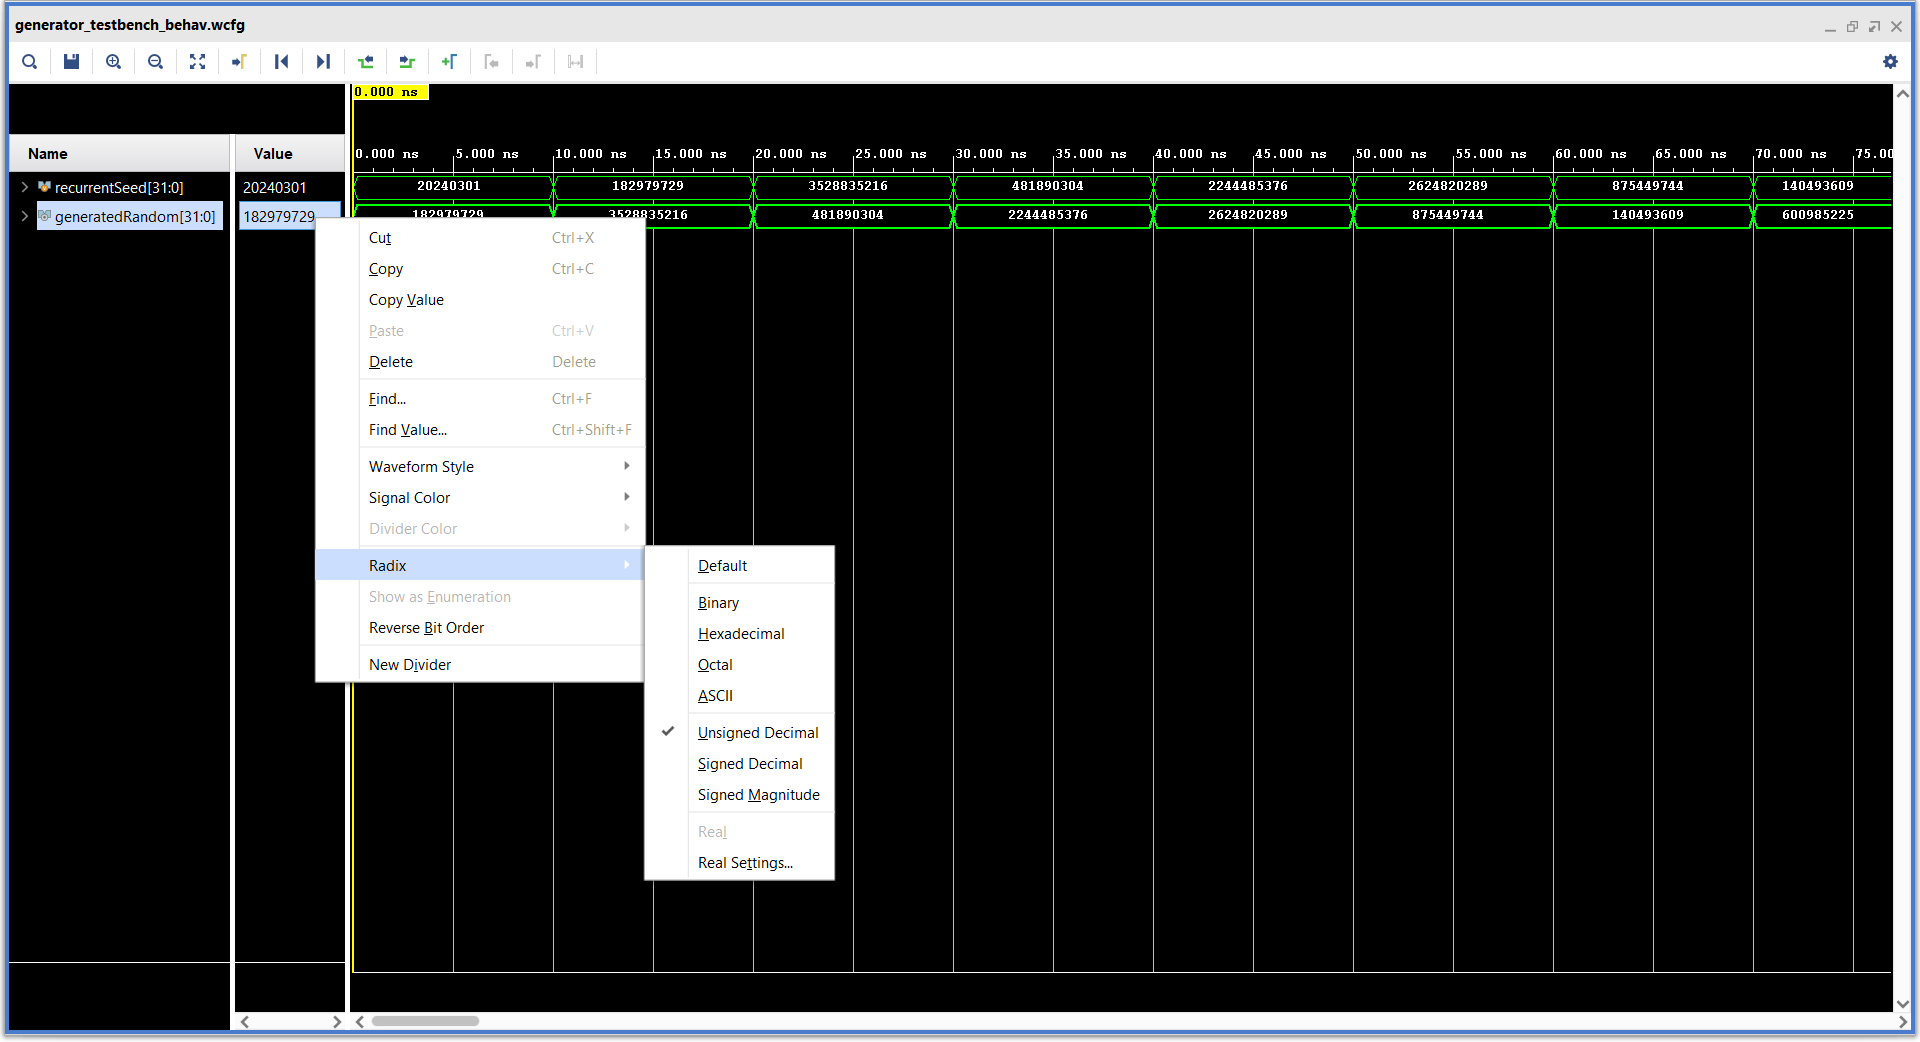 generator_testbench_behav.wcfg
0.000 ns
Name Value 0.000 ns 5.000 ns 10.000 ns 15.000 ns 20.000 ns 25.000 ns 30.000 ns 35.000 ns 40.000 ns 45.000 ns 50.000 ns 55.000 ns 60.000 ns 65.000 ns 70.000 ns 75.00
recurrentSeed[31:0] 20240301 20240301 182979729 3528835216 481890304 2244485376 2624820289 875449744 140493609
generatedRandom[31:0] 182979729 182979729 3528835216 481890304 2244485376 2624820289 875449744 140493609 600985225
Cut Ctrl+X
Copy Ctrl+C
Copy Value
Paste Ctrl+V
Delete Delete
Find... Ctrl+F
Find Value... Ctrl+Shift+F
Waveform Style
Signal Color
Divider Color
Radix
Show as Enumeration
Reverse Bit Order
New Divider
Default
Binary
Hexadecimal
Octal
ASCII
Unsigned Decimal
Signed Decimal
Signed Magnitude
Real
Real Settings...